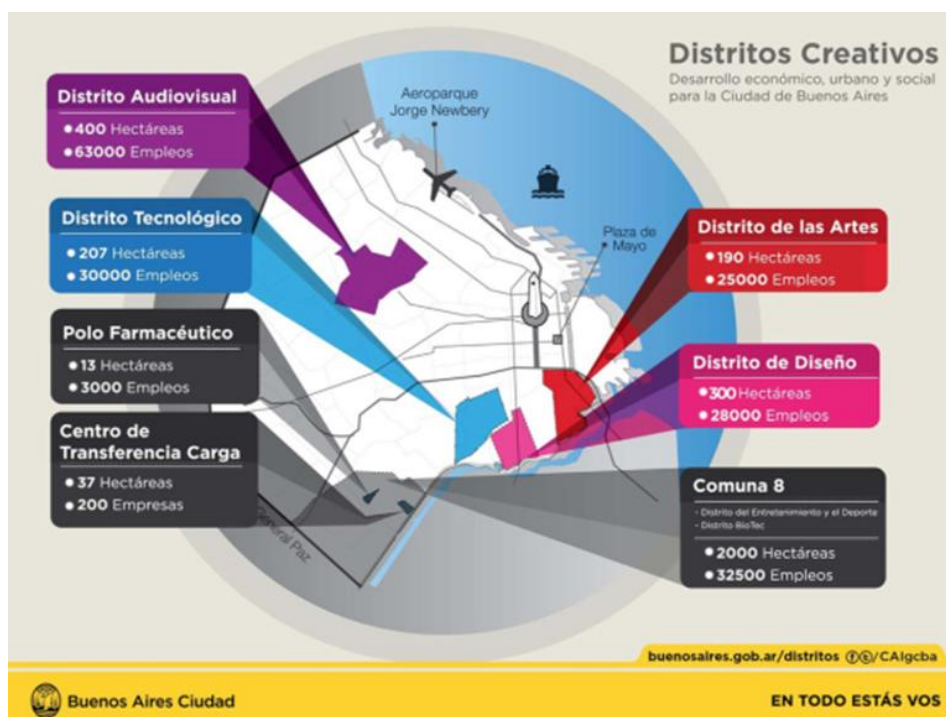 Distritos Creativos
Desarrollo económico, urbano y social
para la Ciudad de Buenos Aires
Distrito Audiovisual
400 Hectáreas
63000 Empleos
Aeroparque
Jorge Newbery
Distrito Tecnológico
207 Hectáreas
30000 Empleos
Plaza de
Mayo
Distrito de las Artes
190 Hectáreas
25000 Empleos
Polo Farmacéutico
13 Hectáreas
3000 Empleos
Distrito de Diseño
300 Hectáreas
28000 Empleos
Centro de
Transferencia Carga
37 Hectáreas
200 Empresas
Comuna 8
- Distrito del Entretenimiento y el Deporte
- Distrito BioTec
2000 Hectáreas
32500 Empleos
General Paz
buenosaires.gob.ar/distritos /CAIgcba
Buenos Aires Ciudad
EN TODO ESTÁS VOS